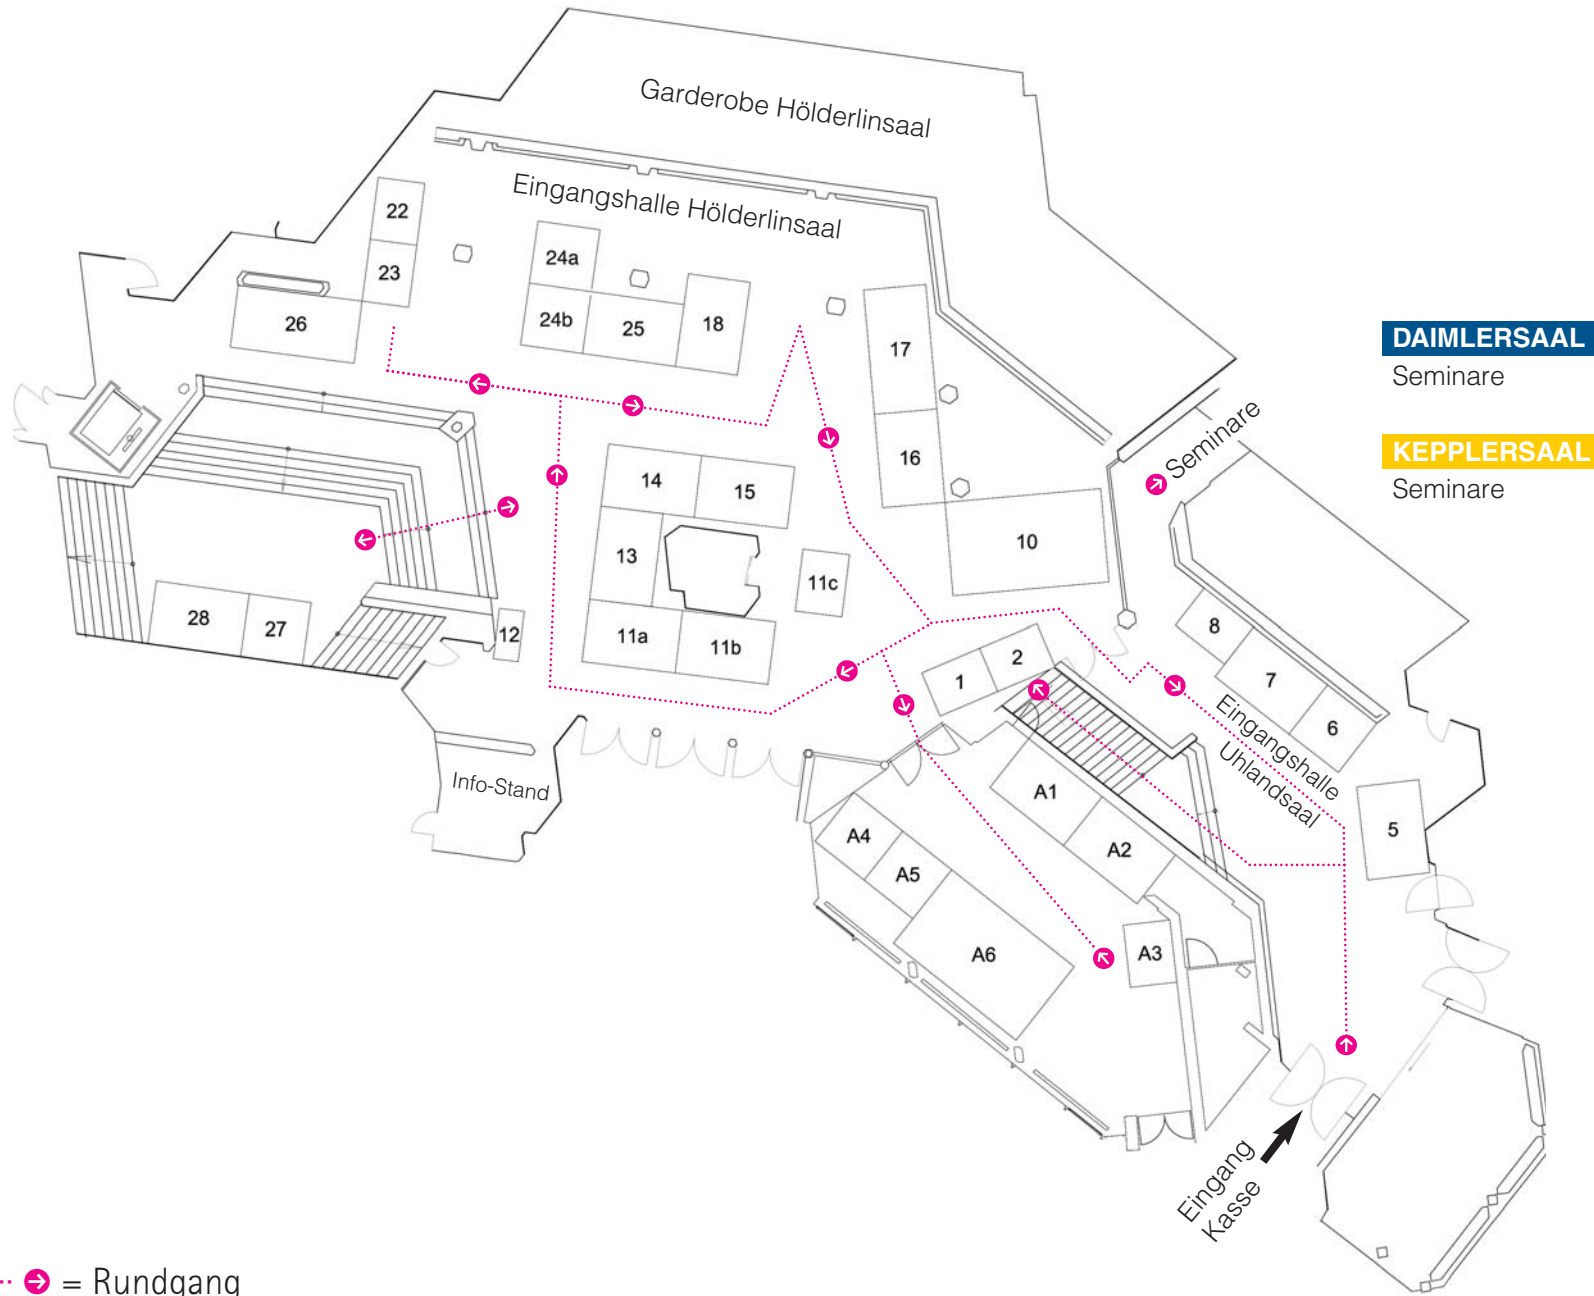 Garderobe Hölderlinsaal
Eingangshalle Hölderlinsaal
22
23
26
24a
24b
25
18
17
16
DAIMLERSAAL
Seminare
KEPPLERSAAL
Seminare
Seminare
14
15
13
11c
10
11a
11b
12
28
27
8
7
6
1
2
Eingangshalle
Uhlandsaal
5
Info-Stand
A1
A2
A4
A5
A6
A3
Eingang
Kasse
= Rundgang